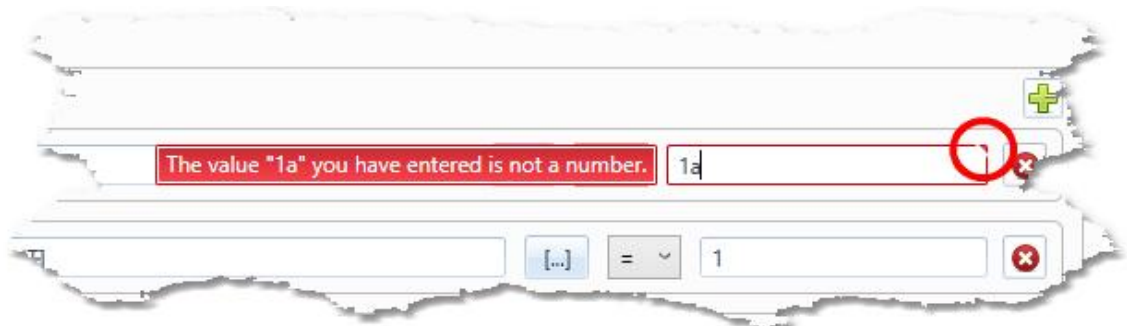 The value "1a" you have entered is not a number. 1a
[...] = 1